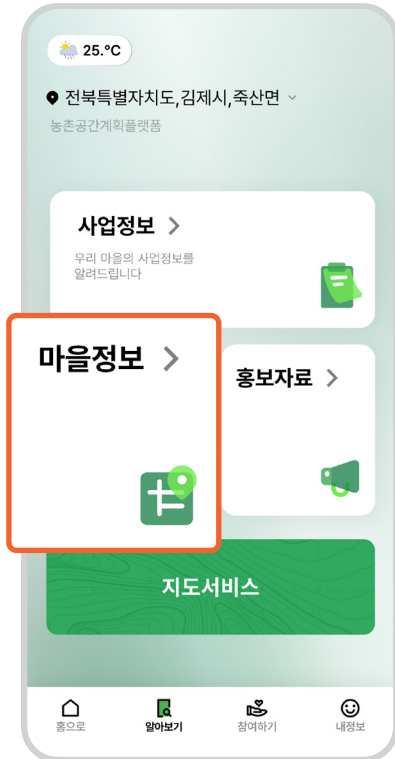 25.°C
전북특별자치도,김제시,죽산면
농촌공간계획플랫폼
사업정보
우리 마을의 사업정보를
알려드립니다
마을정보
홍보자료
지도서비스
홈으로
알아보기
참여하기
내정보